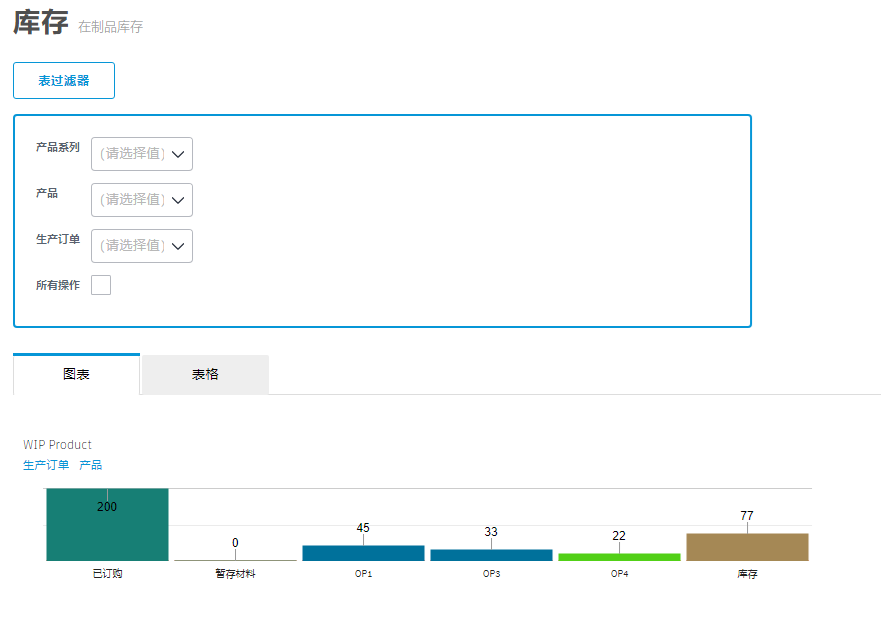 库存 在制品库存
表过滤器
产品系列 (请选择值)
产品 (请选择值)
生产订单 (请选择值)
所有操作
图表 表格
WIP Product
生产订单 产品
200 0 45 33 22 77
已订购 暂存材料 OP1 OP3 OP4 库存